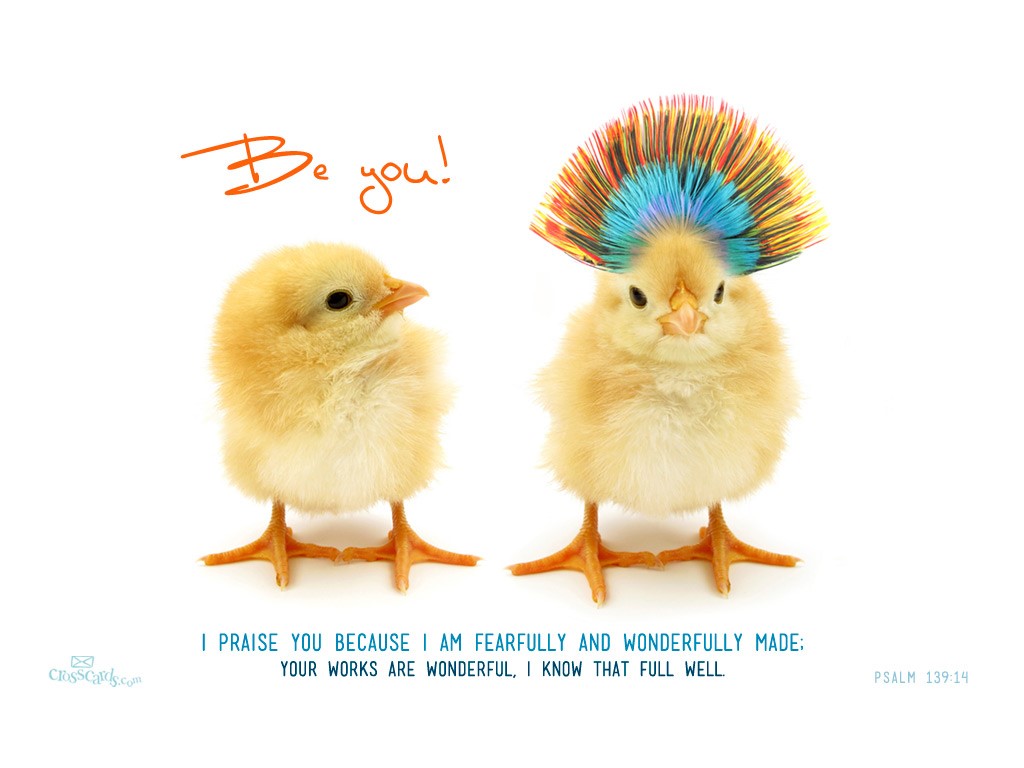 Be you!
I PRAISE YOU BECAUSE I AM FEARFULLY AND WONDERFULLY MADE;
YOUR WORKS ARE WONDERFUL, I KNOW THAT FULL WELL.
crosscards.com
PSALM 139:14